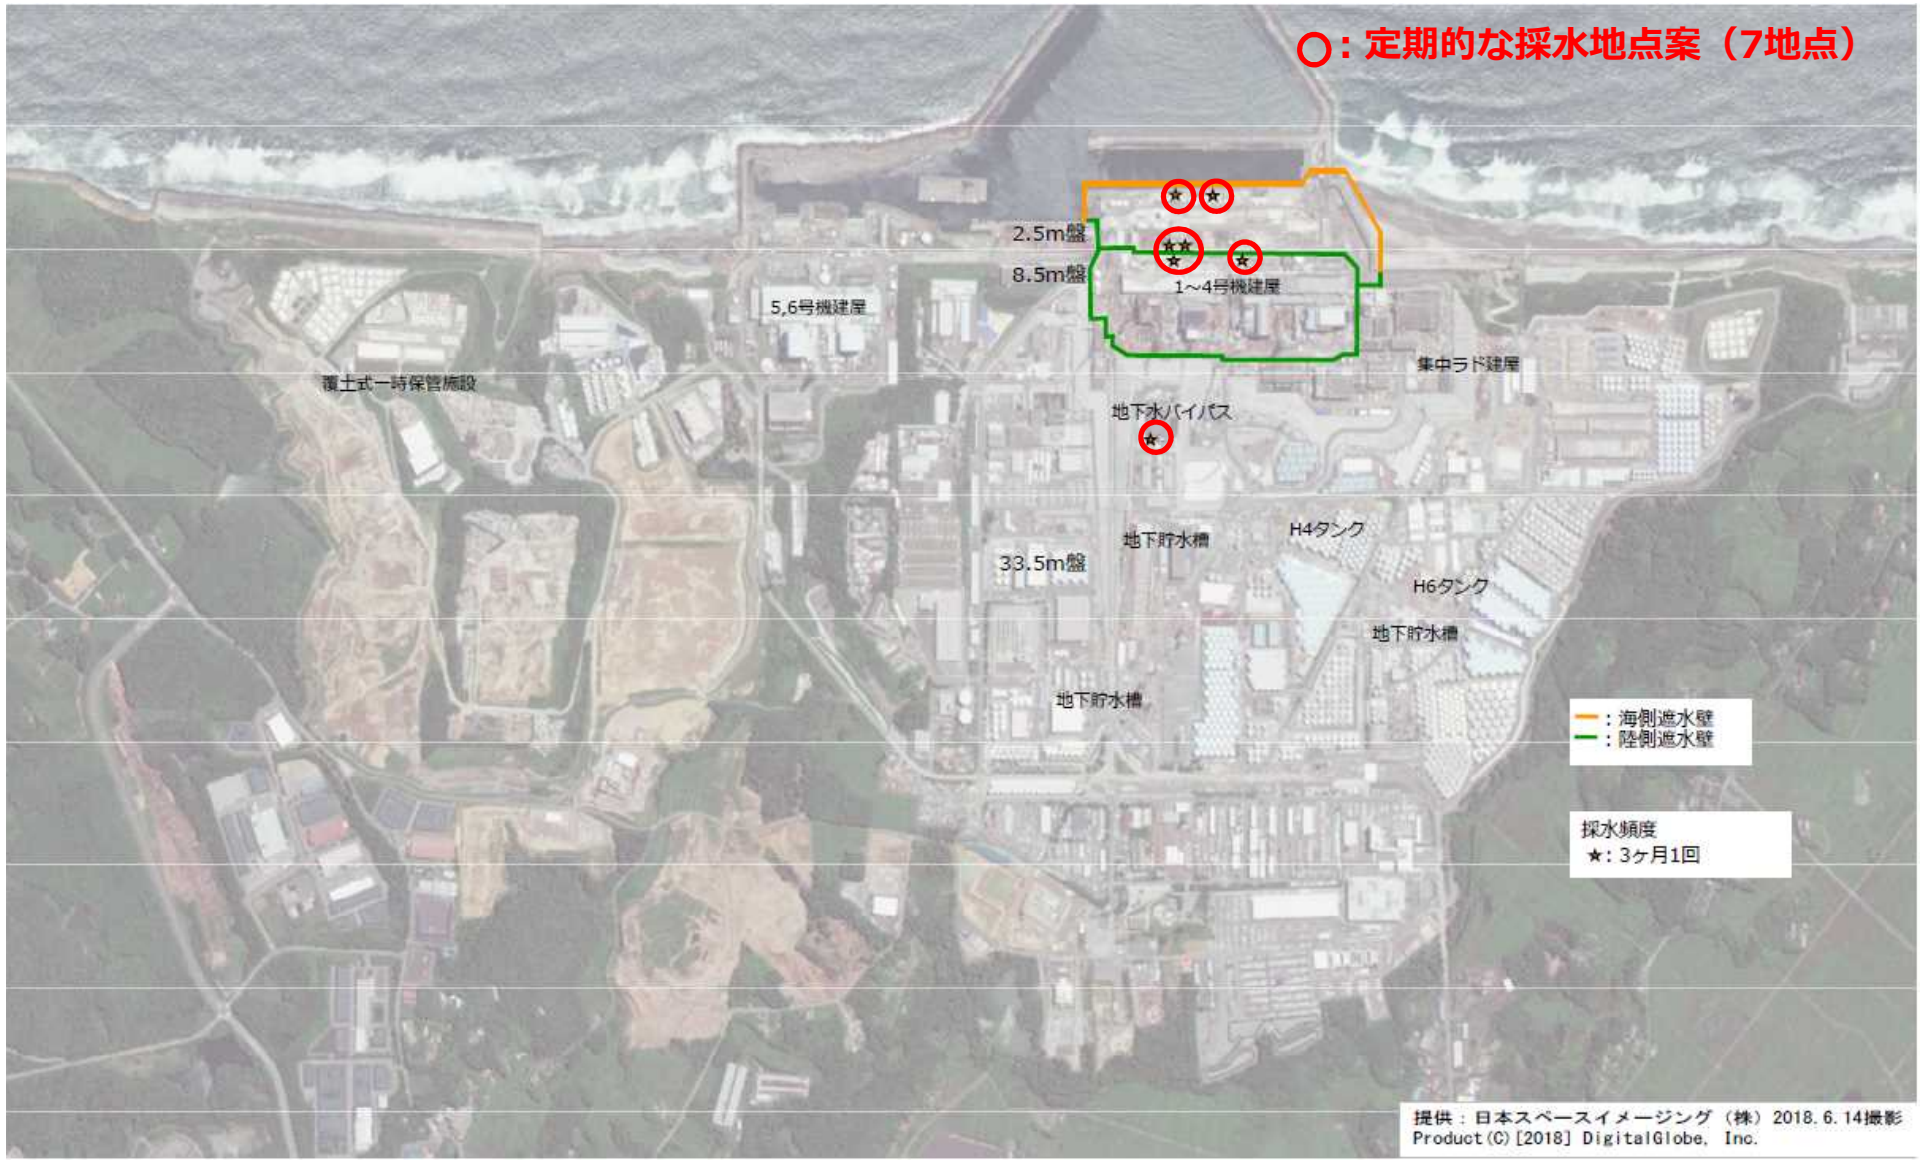 ○：定期的な採水地点案（7地点）
2.5m盤
8.5m盤
1～4号機建屋
5,6号機建屋
集中ラド建屋
覆土式一時保管施設
地下水バイパス
H4タンク
地下貯水槽
33.5m盤
H6タンク
地下貯水槽
地下貯水槽
：海側遮水壁
：陸側遮水壁
採水頻度
★：3ヶ月1回
提供：日本スペースイメージング（株）2018.6.14撮影
Product(C)[2018] DigitalGlobe, Inc.